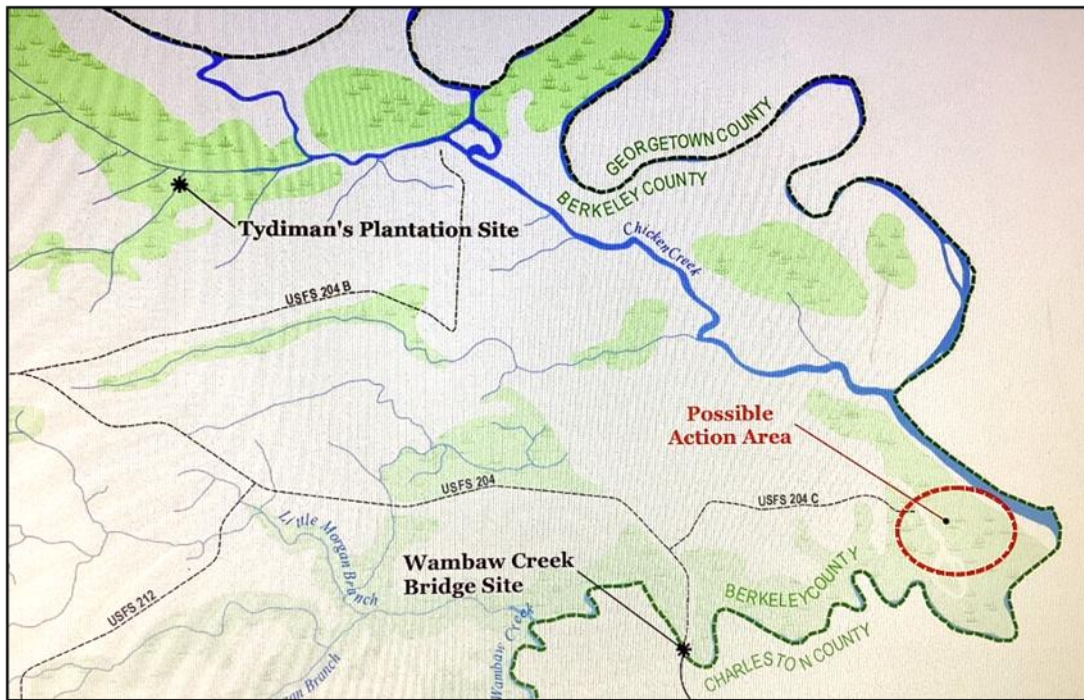 GEORGETOWN COUNTY
BERKELEY COUNTY
Tydiman's Plantation Site
Chicken Creek
USFS 204 B
Possible
Action Area
USFS 204
USFS 204 C
Little Morgan Branch
Wambaw Creek
Bridge Site
BERKELEY COUNTY
USFS 212
Wambaw Creek
CHARLESTON COUNTY
Branch